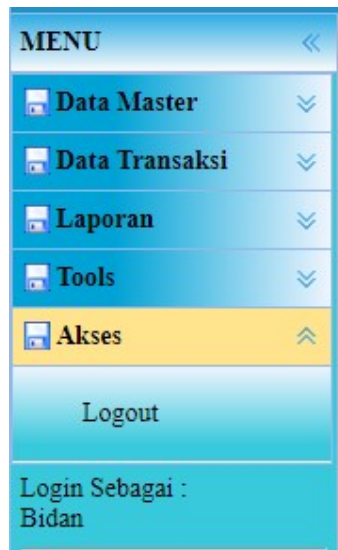 MENU
Data Master
Data Transaksi
Laporan
Tools
Akses
Logout
Login Sebagai :
Bidan